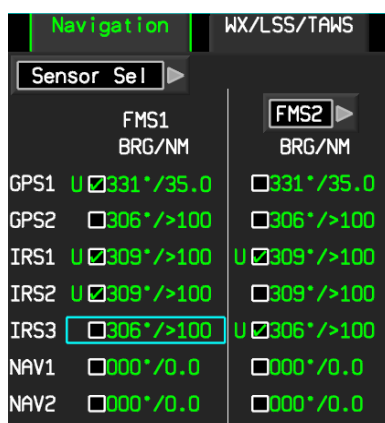 Navigation WX/LSS/TAWS
Sensor Sel
FMS1 FMS2
BRG/NM BRG/NM
GPS1 U 331°/35.0 331°/35.0
GPS2 306°/>100 306°/>100
IRS1 U 309°/>100 U 309°/>100
IRS2 U 309°/>100 309°/>100
IRS3 306°/>100 U 306°/>100
NAV1 000°/0.0 000°/0.0
NAV2 000°/0.0 000°/0.0